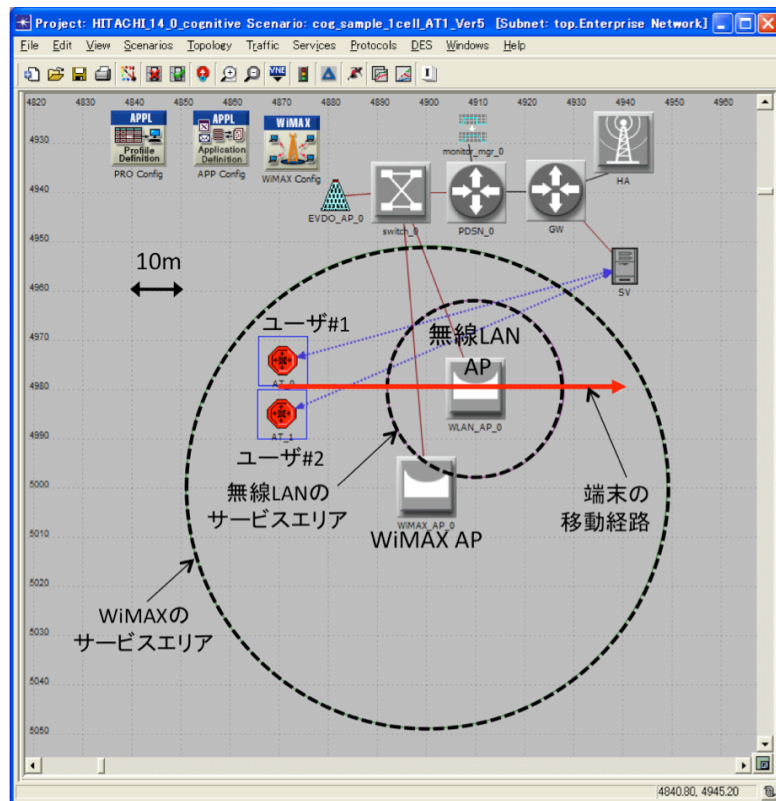 Project: HITACHI_14_0_cognitive Scenario: cog_sample_1cell_AT1_Ver5 [Subnet: top.Enterprise Network]
File Edit View Scenarios Topology Traffic Services Protocols DES Windows Help
VNE
4820 4830 4840 4850 4860 4870 4880 4890 4900 4910 4920 4930 4940 4950 4960
4930
4940
4950
4960
4970
4980
4990
5000
5010
5020
5030
5040
5050
APPL
Profile
Definition
PRO Config
APPL
Application
Definition
APP Config
WiMAX
WiMAX Config
monitor_mgr_0
EVDO_AP_0
switch_0
PDSN_0
GW
HA
SV
10m
ユーザ#1
AT_0
AT_1
ユーザ#2
無線LAN
AP
WLAN_AP_0
無線LANの
サービスエリア
WiMAX_AP_0
WiMAX AP
端末の
移動経路
WiMAXの
サービスエリア
4840.80, 4945.20